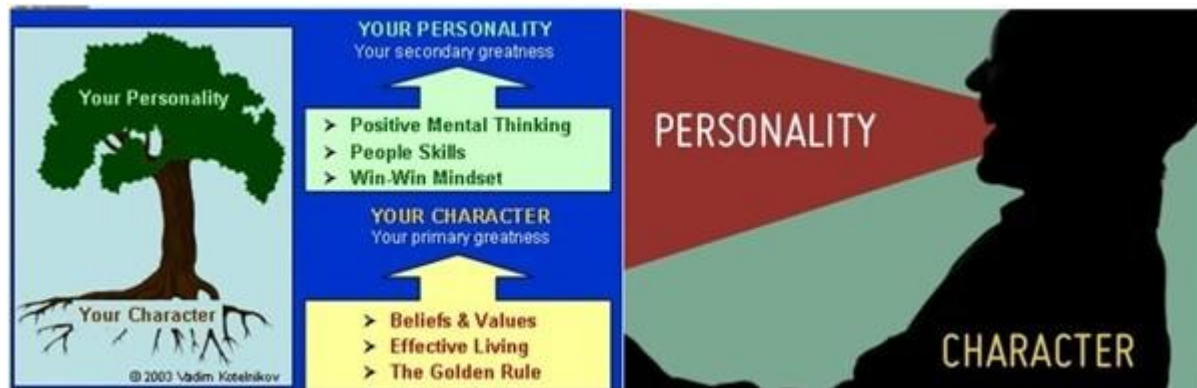 Your Personality
Your Character
© 2003 Vadim Kotelnikov
YOUR PERSONALITY
Your secondary greatness
➤ Positive Mental Thinking
➤ People Skills
➤ Win-Win Mindset
YOUR CHARACTER
Your primary greatness
➤ Beliefs & Values
➤ Effective Living
➤ The Golden Rule
PERSONALITY
CHARACTER